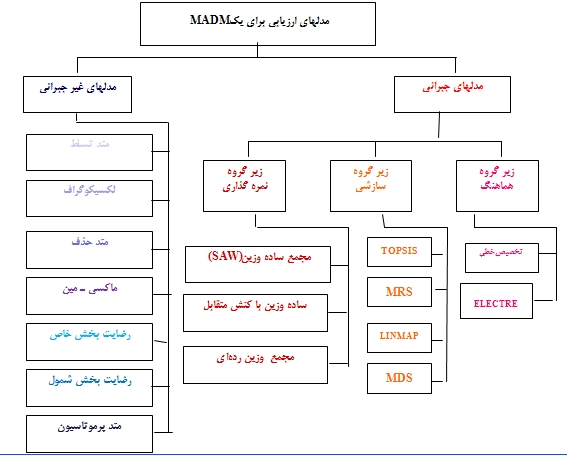 مدلهای ارزیابی برای یکMADM
مدلهای جبرانی
مدلهای غیر جبرانی
زیر گروه
هماهنگ
زیر گروه
سازشی
زیر گروه
نمره گذاری
تخصیص‌خطی
ELECTRE
TOPSIS
MRS
LINMAP
MDS
مجمع ساده وزین(SAW)
ساده وزین با کنش متقابل
مجمع وزین رده‌ای
متد تسلط
لکسیکوگراف
متد حذف
ماکسی – مین
رضایت بخش خاص
رضایت بخش شمول
متد پرموتاسیون